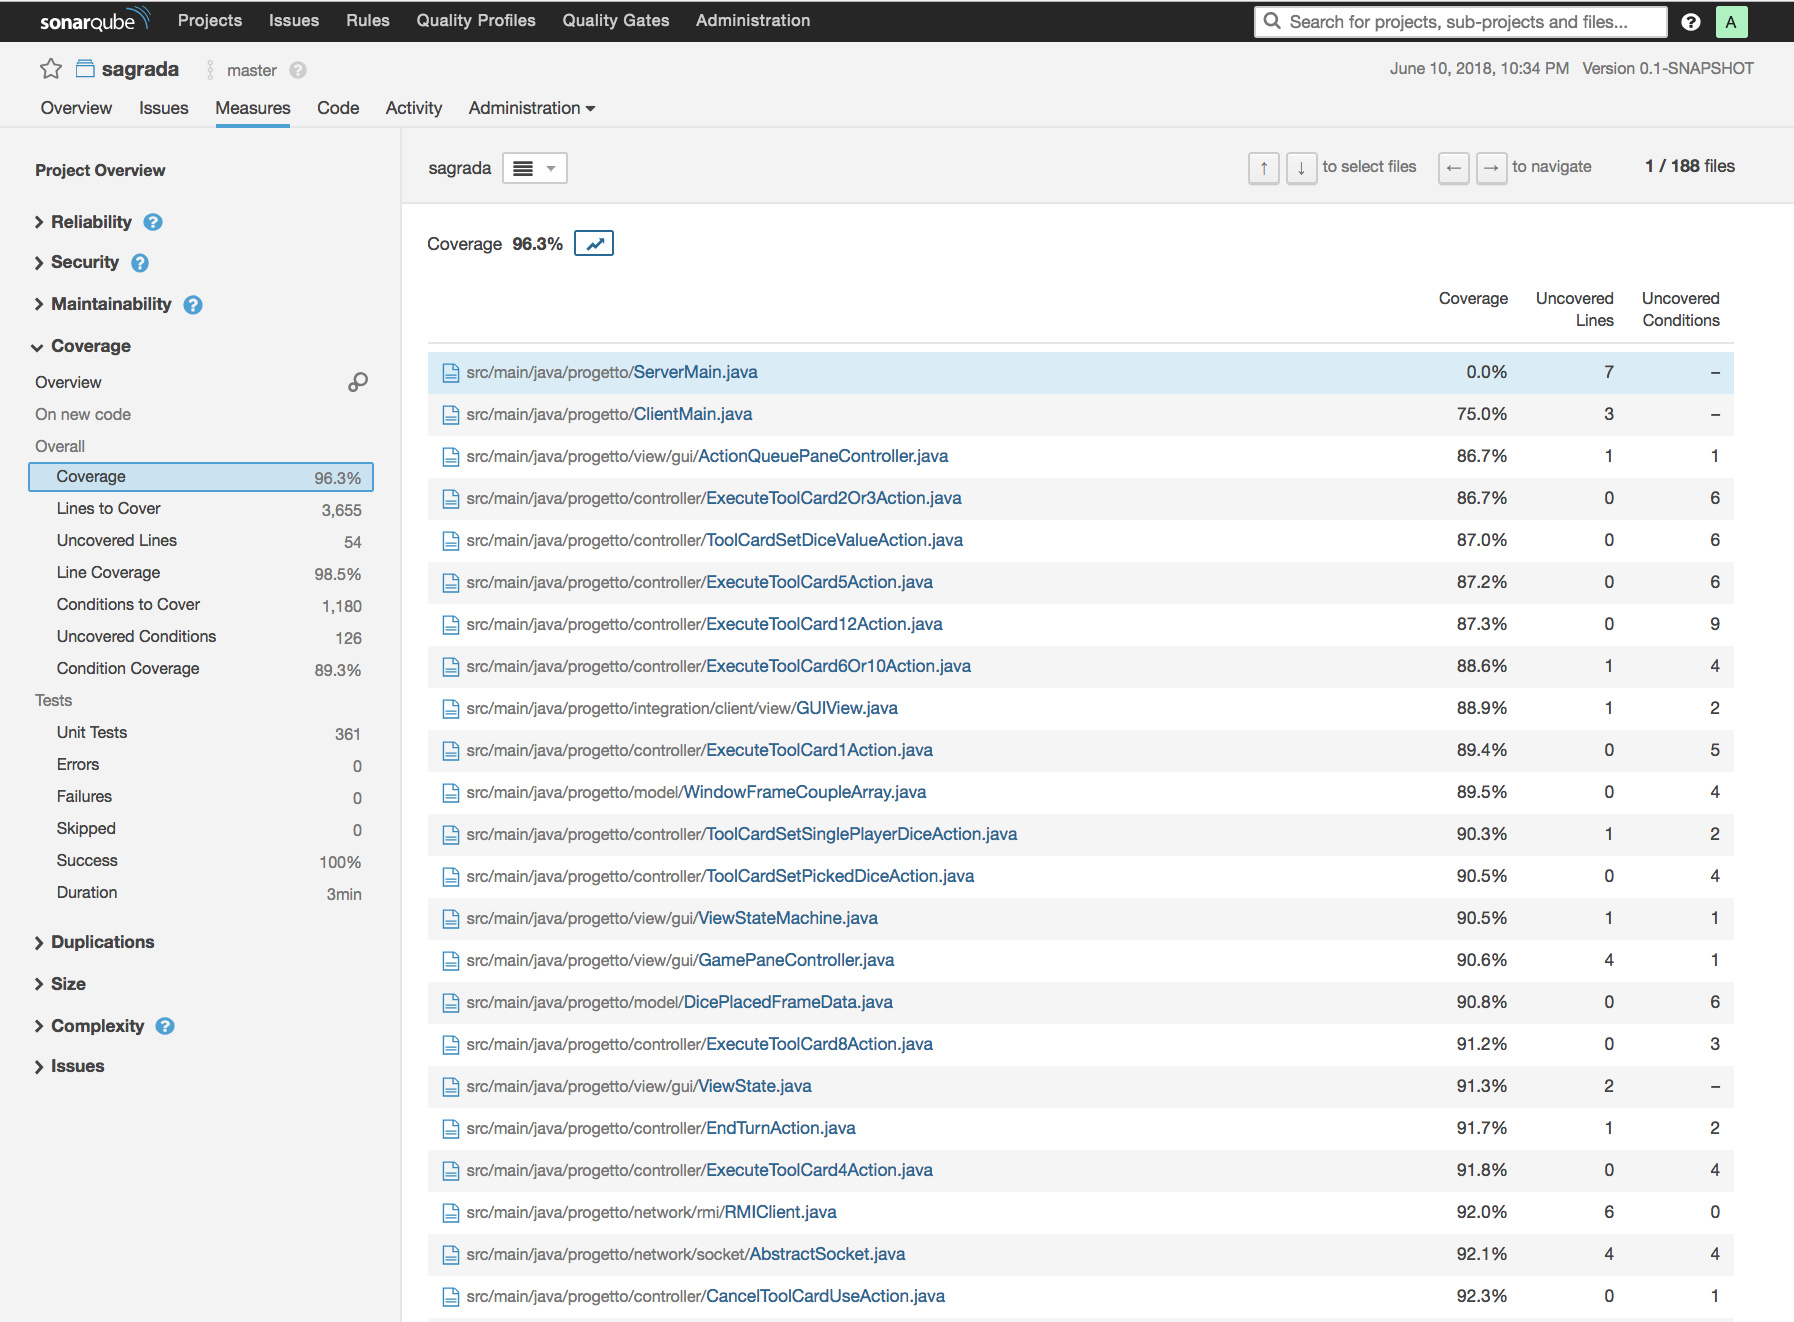 sonarqube Projects Issues Rules Quality Profiles Quality Gates Administration Search for projects, sub-projects and files... ? A
sagrada master ? June 10, 2018, 10:34 PM Version 0.1-SNAPSHOT
Overview Issues Measures Code Activity Administration
Project Overview
Reliability ?
Security ?
Maintainability ?
Coverage
Overview
On new code
Overall
Coverage 96.3%
Lines to Cover 3,655
Uncovered Lines 54
Line Coverage 98.5%
Conditions to Cover 1,180
Uncovered Conditions 126
Condition Coverage 89.3%
Tests
Unit Tests 361
Errors 0
Failures 0
Skipped 0
Success 100%
Duration 3min
Duplications
Size
Complexity ?
Issues
sagrada ↑ ↓ to select files ← → to navigate 1 / 188 files
Coverage 96.3%
Coverage Uncovered Lines Uncovered Conditions
src/main/java/progetto/ServerMain.java 0.0% 7 –
src/main/java/progetto/ClientMain.java 75.0% 3 –
src/main/java/progetto/view/gui/ActionQueuePaneController.java 86.7% 1 1
src/main/java/progetto/controller/ExecuteToolCard2Or3Action.java 86.7% 0 6
src/main/java/progetto/controller/ToolCardSetDiceValueAction.java 87.0% 0 6
src/main/java/progetto/controller/ExecuteToolCard5Action.java 87.2% 0 6
src/main/java/progetto/controller/ExecuteToolCard12Action.java 87.3% 0 9
src/main/java/progetto/controller/ExecuteToolCard6Or10Action.java 88.6% 1 4
src/main/java/progetto/integration/client/view/GUIView.java 88.9% 1 2
src/main/java/progetto/controller/ExecuteToolCard1Action.java 89.4% 0 5
src/main/java/progetto/model/WindowFrameCoupleArray.java 89.5% 0 4
src/main/java/progetto/controller/ToolCardSetSinglePlayerDiceAction.java 90.3% 1 2
src/main/java/progetto/controller/ToolCardSetPickedDiceAction.java 90.5% 0 4
src/main/java/progetto/view/gui/ViewStateMachine.java 90.5% 1 1
src/main/java/progetto/view/gui/GamePaneController.java 90.6% 4 1
src/main/java/progetto/model/DicePlacedFrameData.java 90.8% 0 6
src/main/java/progetto/controller/ExecuteToolCard8Action.java 91.2% 0 3
src/main/java/progetto/view/gui/ViewState.java 91.3% 2 –
src/main/java/progetto/controller/EndTurnAction.java 91.7% 1 2
src/main/java/progetto/controller/ExecuteToolCard4Action.java 91.8% 0 4
src/main/java/progetto/network/rmi/RMIClient.java 92.0% 6 0
src/main/java/progetto/network/socket/AbstractSocket.java 92.1% 4 4
src/main/java/progetto/controller/CancelToolCardUseAction.java 92.3% 0 1